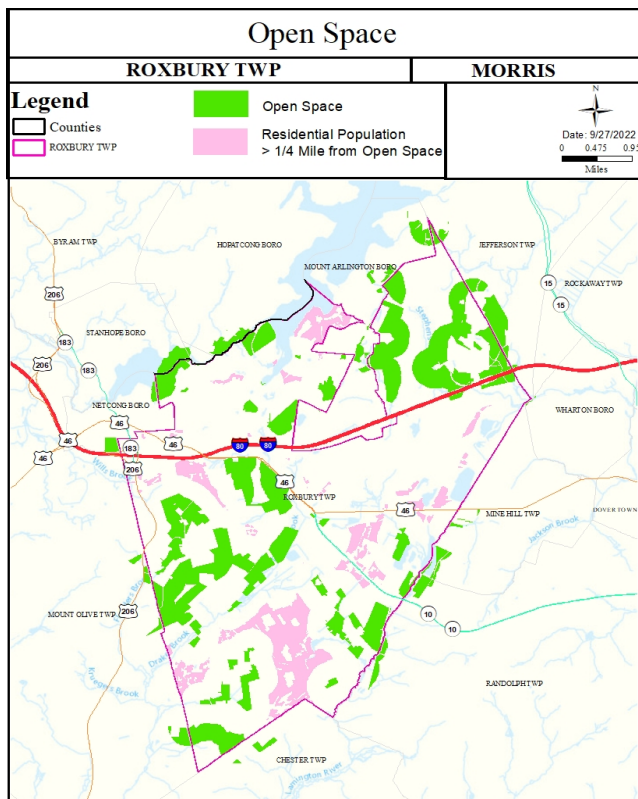 Open Space
ROXBURY TWP
MORRIS
Legend
Counties
ROXBURY TWP
Open Space
Residential Population
> 1/4 Mile from Open Space
N
Date: 9/27/2022
0 0.475 0.95
Miles
BYRAM TWP
HOPATCONG BORO
JEFFERSON TWP
MOUNT ARLINGTON BORO
15
ROCKAWAY TWP
206
15
STANHOPE BORO
183
206
183
NETCONG BORO
WHARTON BORO
46
46
46
183
80
80
46
206
46
ROXBURY TWP
46
MINE HILL TWP
DOVER TOWN
Jackson Brook
MOUNT OLIVE TWP
206
10
10
Drakes Brook
RANDOLPH TWP
CHESTER TWP
Lamington River